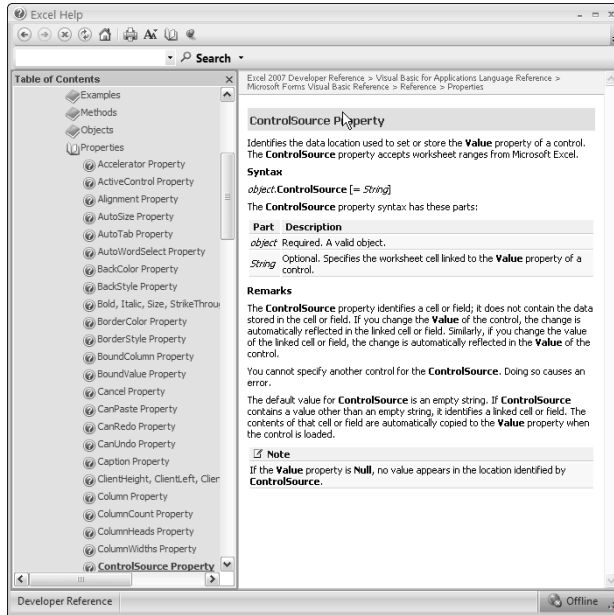 Excel Help
Search
Table of Contents
Examples
Methods
Objects
Properties
Accelerator Property
ActiveControl Property
Alignment Property
AutoSize Property
AutoTab Property
AutoWordSelect Property
BackColor Property
BackStyle Property
Bold, Italic, Size, StrikeThrou
BorderColor Property
BorderStyle Property
BoundColumn Property
BoundValue Property
Cancel Property
CanPaste Property
CanRedo Property
CanUndo Property
Caption Property
ClientHeight, ClientLeft, Clien
Column Property
ColumnCount Property
ColumnHeads Property
ColumnWidths Property
ControlSource Property
Excel 2007 Developer Reference > Visual Basic for Applications Language Reference >
Microsoft Forms Visual Basic Reference > Reference > Properties
ControlSource Property
Identifies the data location used to set or store the Value property of a control.
The ControlSource property accepts worksheet ranges from Microsoft Excel.
Syntax
object.ControlSource [= String]
The ControlSource property syntax has these parts:
Part Description
object Required. A valid object.
String Optional. Specifies the worksheet cell linked to the Value property of a
control.
Remarks
The ControlSource property identifies a cell or field; it does not contain the data
stored in the cell or field. If you change the Value of the control, the change is
automatically reflected in the linked cell or field. Similarly, if you change the value
of the linked cell or field, the change is automatically reflected in the Value of the
control.
You cannot specify another control for the ControlSource. Doing so causes an
error.
The default value for ControlSource is an empty string. If ControlSource
contains a value other than an empty string, it identifies a linked cell or field. The
contents of that cell or field are automatically copied to the Value property when
the control is loaded.
Note
If the Value property is Null, no value appears in the location identified by
ControlSource.
Developer Reference
Offline